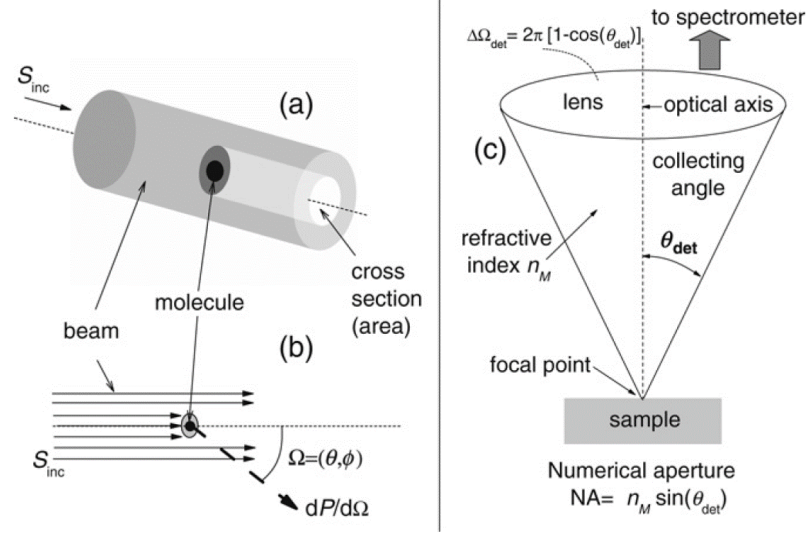 S_inc
(a)
molecule
beam
cross
section
(area)
(b)
S_inc
Ω=(θ,ϕ)
dP/dΩ
to spectrometer
ΔΩ_det = 2π [1-cos(θ_det)]
lens
optical axis
(c)
collecting
angle
refractive
index n_M
θ_det
focal point
sample
Numerical aperture
NA= n_M sin(θ_det)